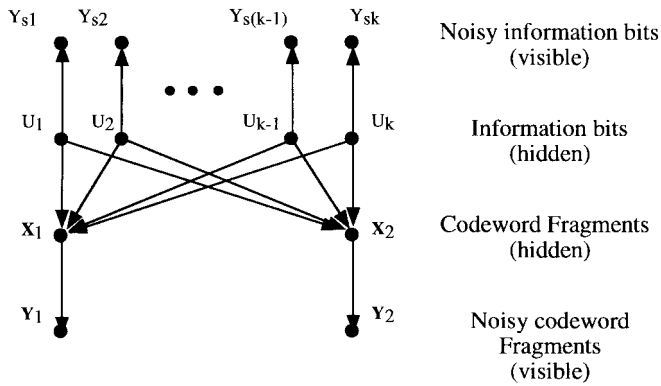 Ys1 Ys2 Ys(k-1) Ysk
Noisy information bits
(visible)
U1 U2 Uk-1 Uk
Information bits
(hidden)
X1 X2
Codeword Fragments
(hidden)
Y1 Y2
Noisy codeword
Fragments
(visible)